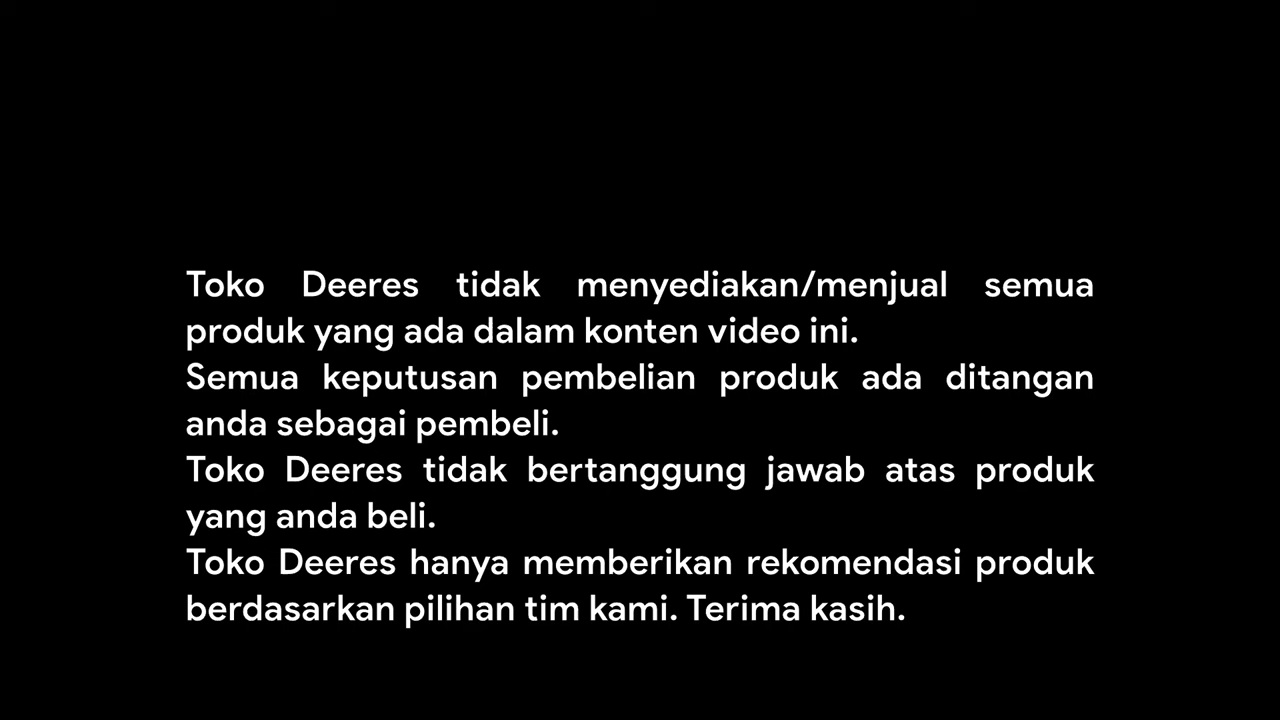 Toko Deeres tidak menyediakan/menjual semua
produk yang ada dalam konten video ini.
Semua keputusan pembelian produk ada ditangan
anda sebagai pembeli.
Toko Deeres tidak bertanggung jawab atas produk
yang anda beli.
Toko Deeres hanya memberikan rekomendasi produk
berdasarkan pilihan tim kami. Terima kasih.